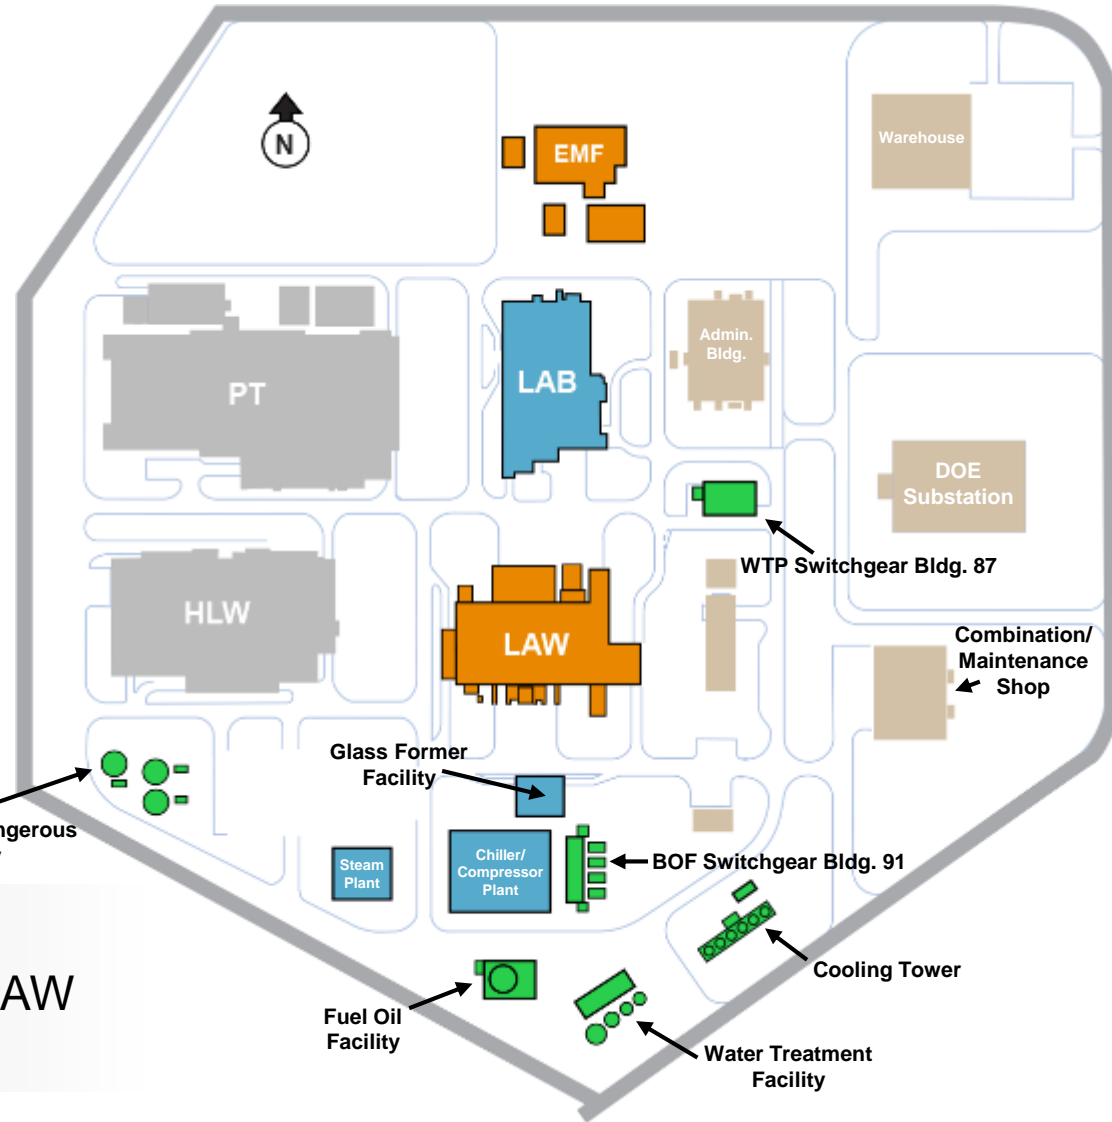 N
EMF
Warehouse
Admin.
Bldg.
PT
LAB
DOE
Substation
WTP Switchgear Bldg. 87
HLW
LAW
Combination/
Maintenance
Shop
Glass Former
Facility
ngerous
Steam
Plant
Chiller/
Compressor
Plant
BOF Switchgear Bldg. 91
Cooling Tower
AW
Fuel Oil
Facility
Water Treatment
Facility